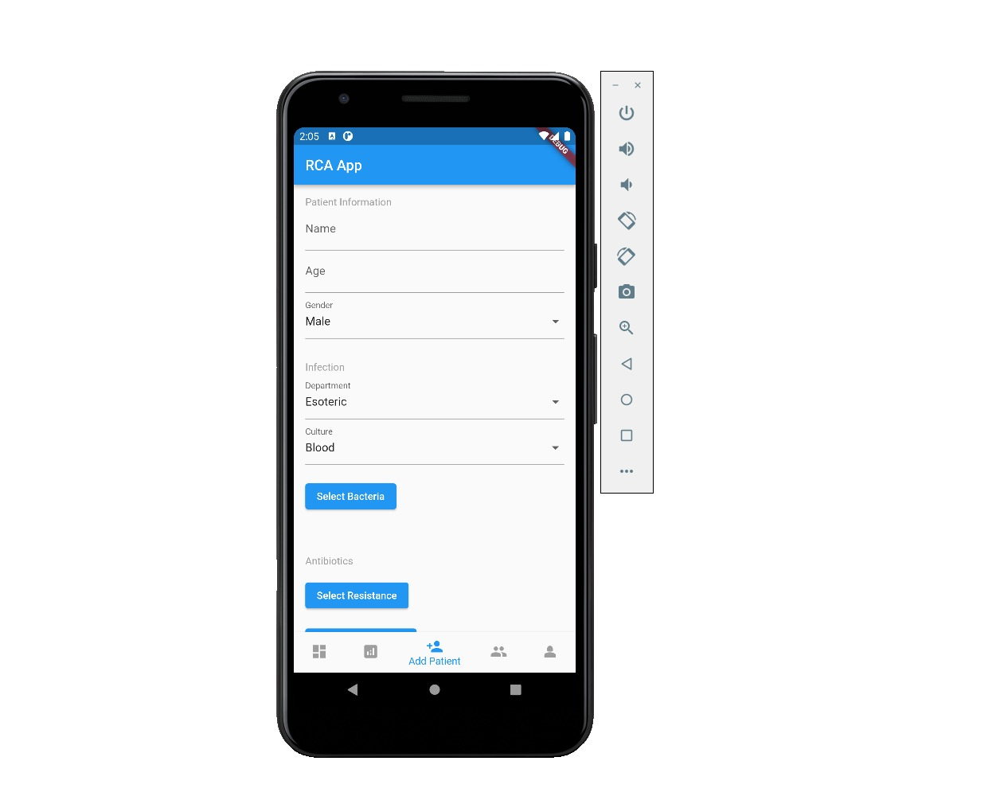 2:05
DEBUG
RCA App
Patient Information
Name
Age
Gender
Male
Infection
Department
Esoteric
Culture
Blood
Select Bacteria
Antibiotics
Select Resistance
Add Patient